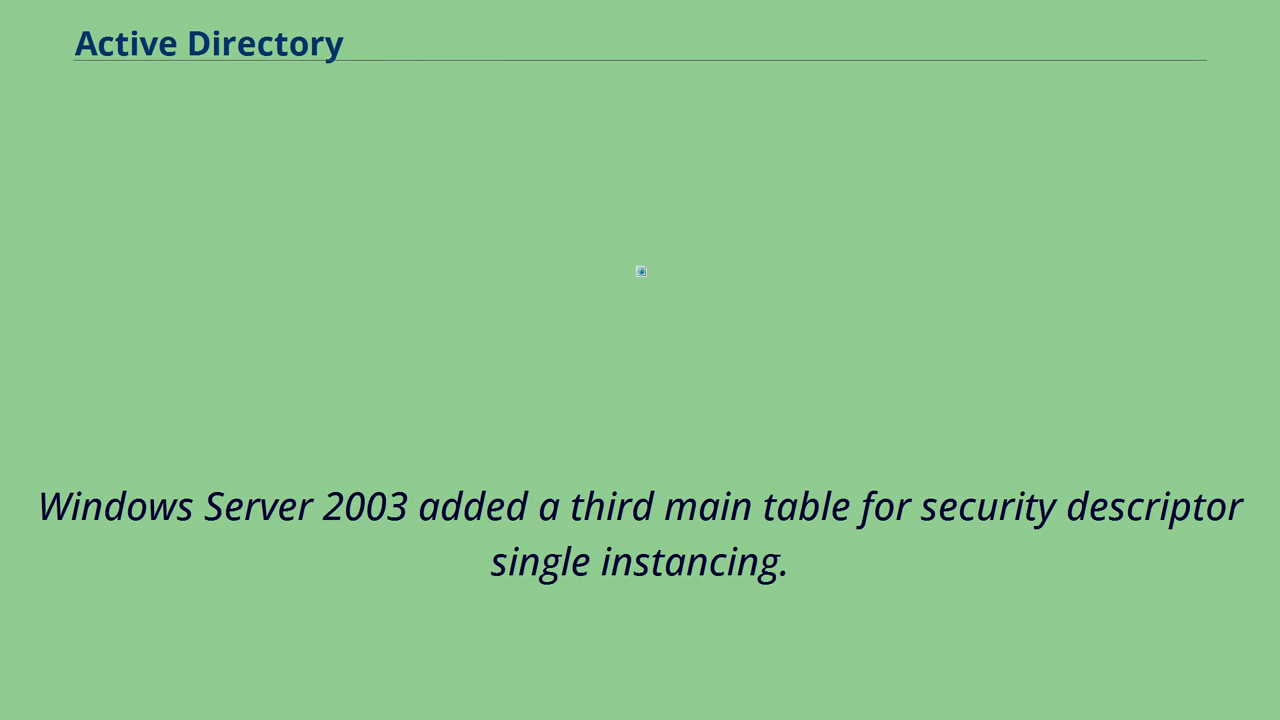 Active Directory
Windows Server 2003 added a third main table for security descriptor
single instancing.